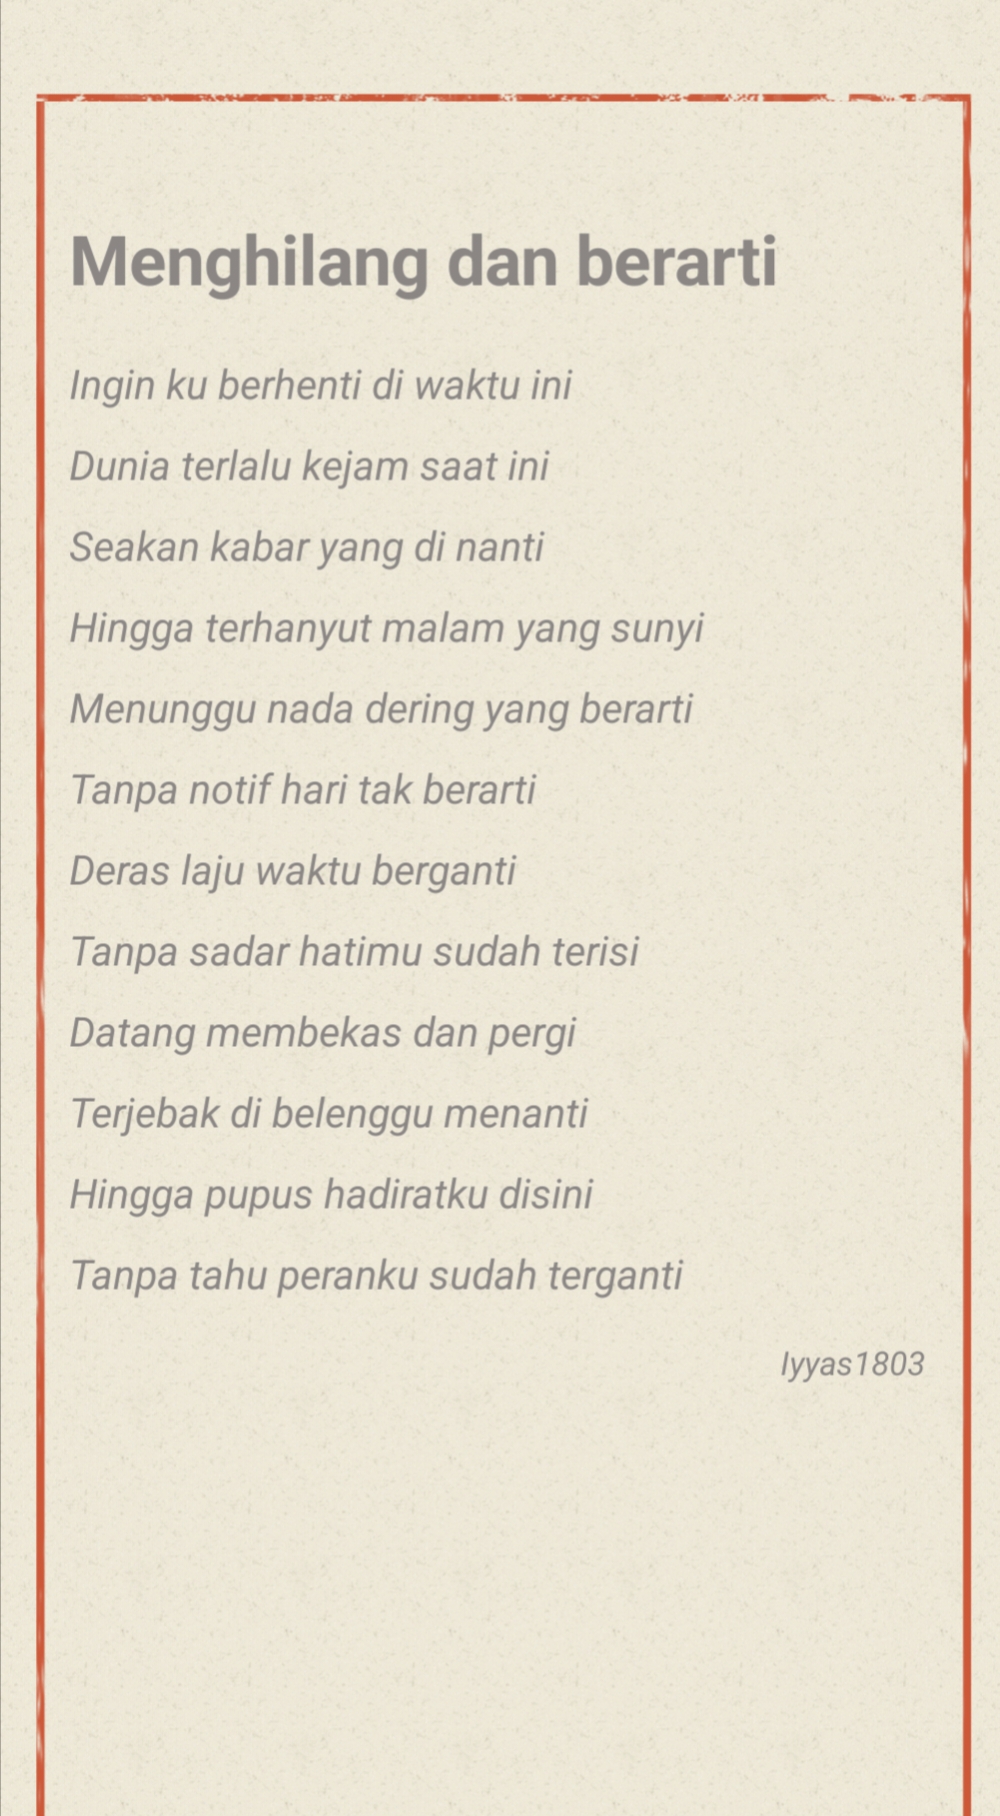 Menghilang dan berarti
Ingin ku berhenti di waktu ini
Dunia terlalu kejam saat ini
Seakan kabar yang di nanti
Hingga terhanyut malam yang sunyi
Menunggu nada dering yang berarti
Tanpa notif hari tak berarti
Deras laju waktu berganti
Tanpa sadar hatimu sudah terisi
Datang membekas dan pergi
Terjebak di belenggu menanti
Hingga pupus hadiratku disini
Tanpa tahu peranku sudah terganti
Iyyas1803